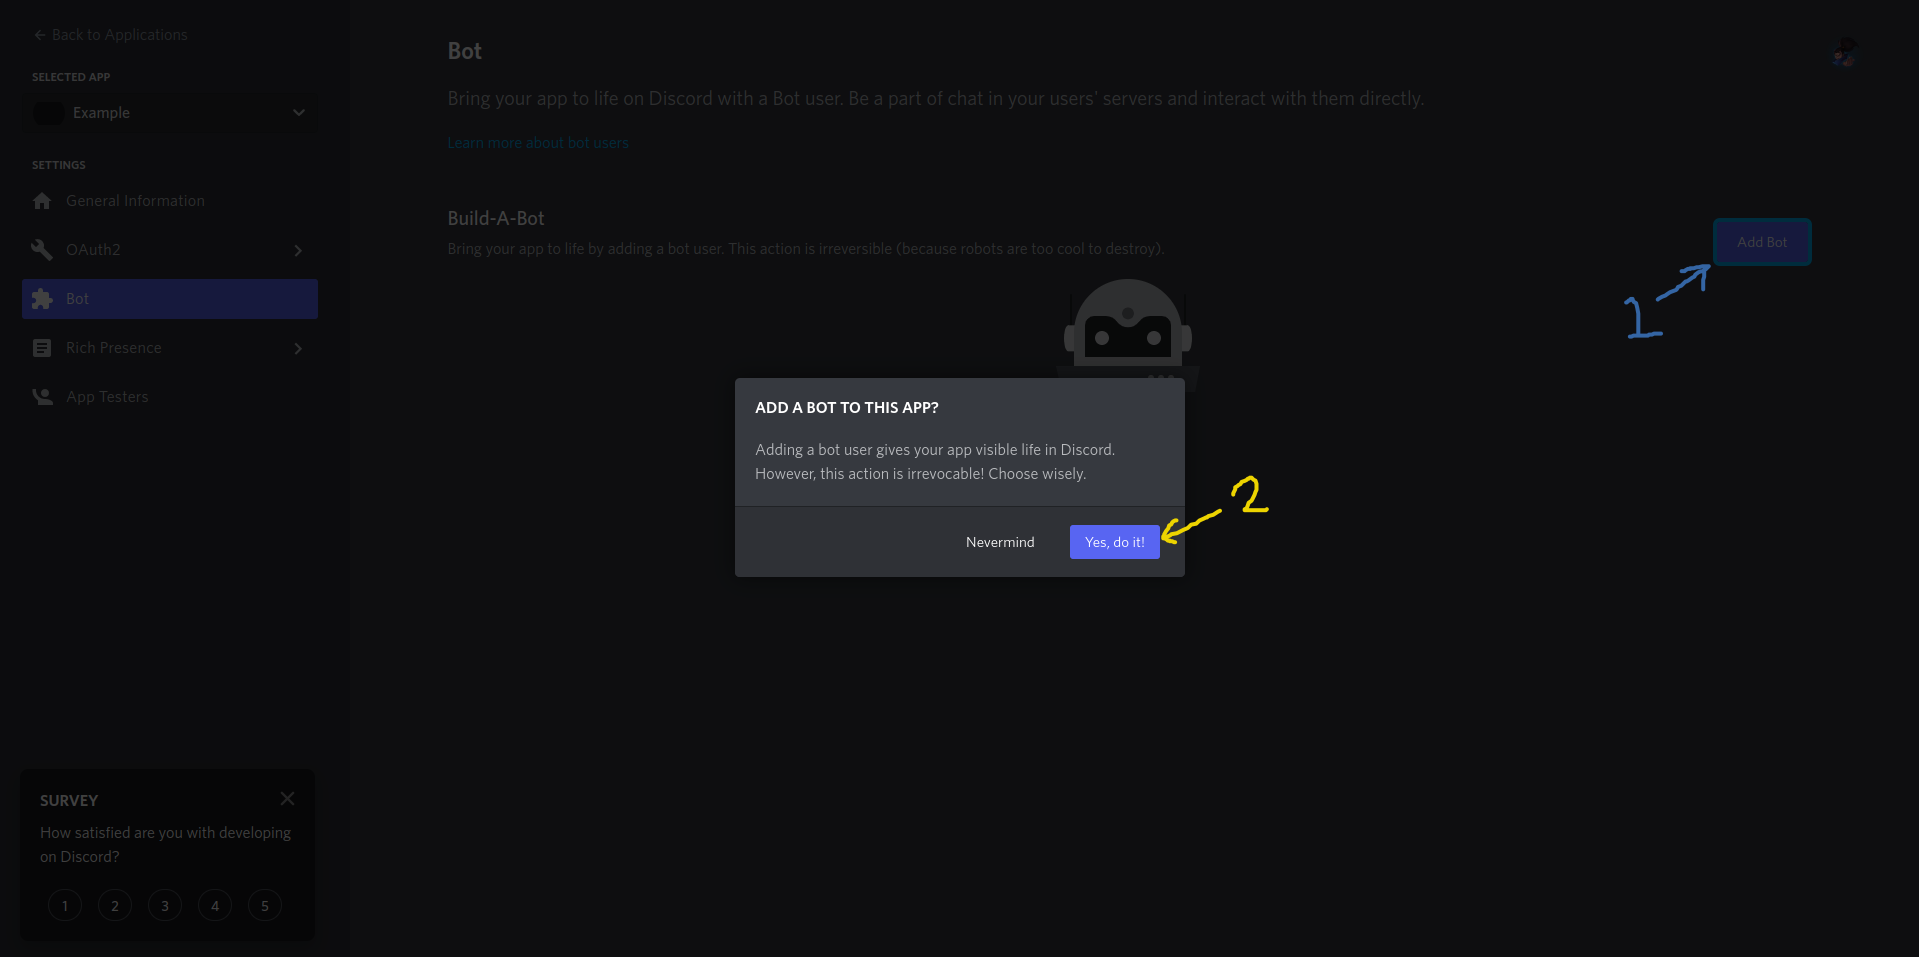 Back to Applications
SELECTED APP
Example
SETTINGS
General Information
OAuth2
Bot
Rich Presence
App Testers
SURVEY
How satisfied are you with developing
on Discord?
1 2 3 4 5
Bot
Bring your app to life on Discord with a Bot user. Be a part of chat in your users' servers and interact with them directly.
Learn more about bot users
Build-A-Bot
Bring your app to life by adding a bot user. This action is irreversible (because robots are too cool to destroy).
Add Bot
1
ADD A BOT TO THIS APP?
Adding a bot user gives your app visible life in Discord.
However, this action is irrevocable! Choose wisely.
Nevermind Yes, do it!
2